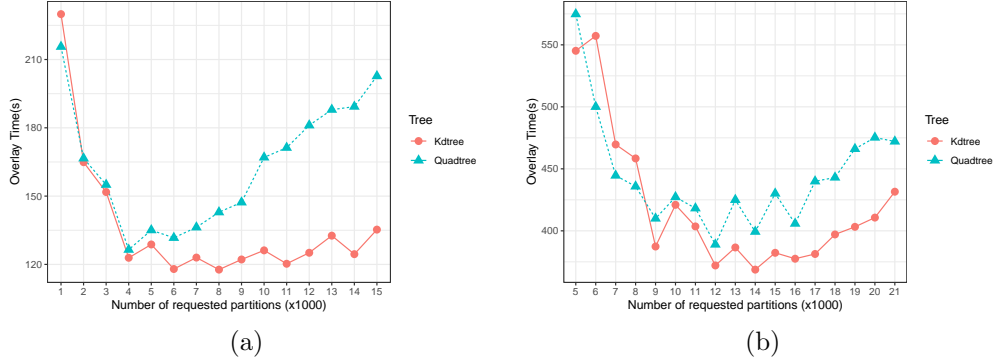 210
180
150
120
Overlay Time(s)
1 2 3 4 5 6 7 8 9 10 11 12 13 14 15
Number of requested partitions (x1000)
Tree
Kdtree
Quadtree
(a)
550
500
450
400
Overlay Time(s)
5 6 7 8 9 10 11 12 13 14 15 16 17 18 19 20 21
Number of requested partitions (x1000)
Tree
Kdtree
Quadtree
(b)